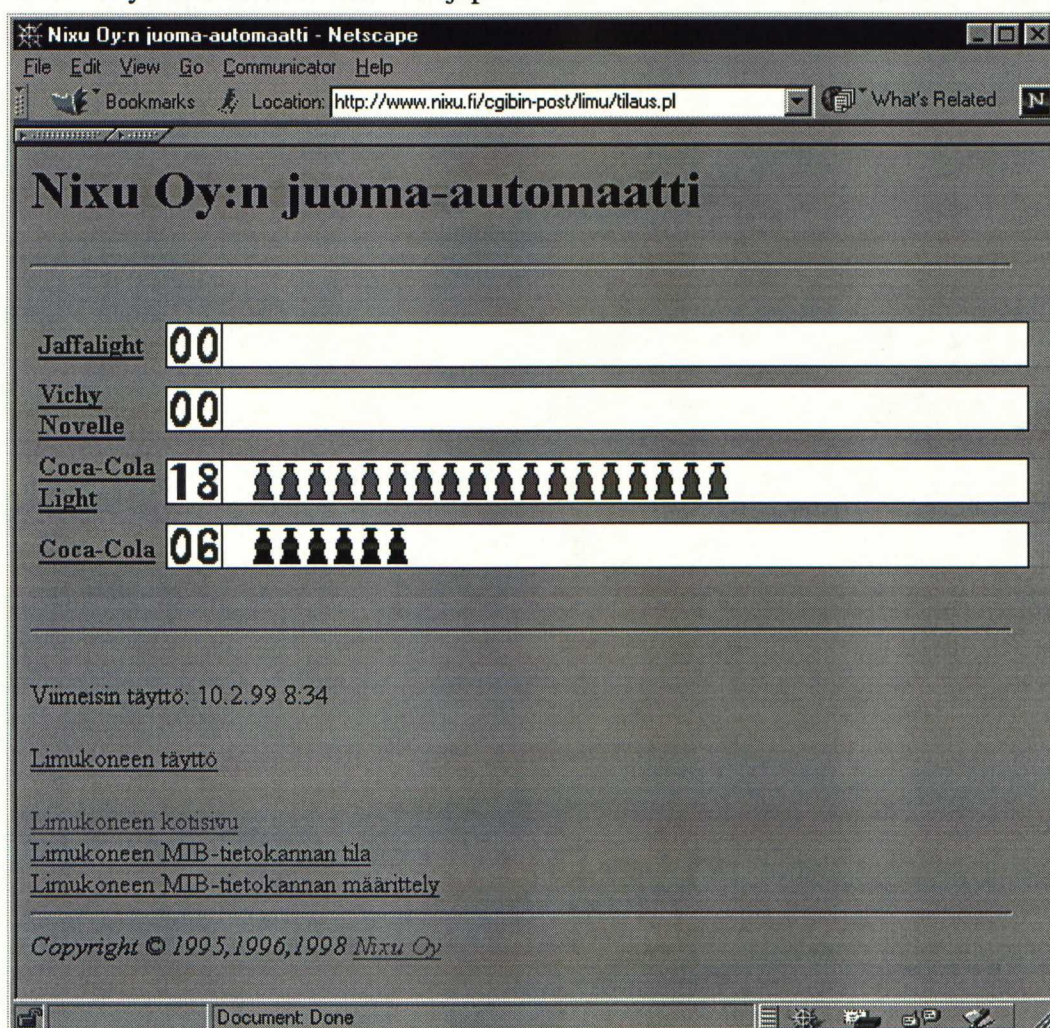 Nixu Oy:n juoma-automaatti - Netscape
File Edit View Go Communicator Help
Bookmarks Location: http://www.nixu.fi/cgibin-post/limu/tilaus.pl What's Related N
Nixu Oy:n juoma-automaatti
Jaffalight 00
Vichy
Novelle 00
Coca-Cola
Light 18
Coca-Cola 06
Viimeisin täyttö: 10.2.99 8:34
Limukoneen täyttö
Limukoneen kotisivu
Limukoneen MIB-tietokannan tila
Limukoneen MIB-tietokannan määrittely
Copyright © 1995,1996,1998 Nixu Oy
Document: Done